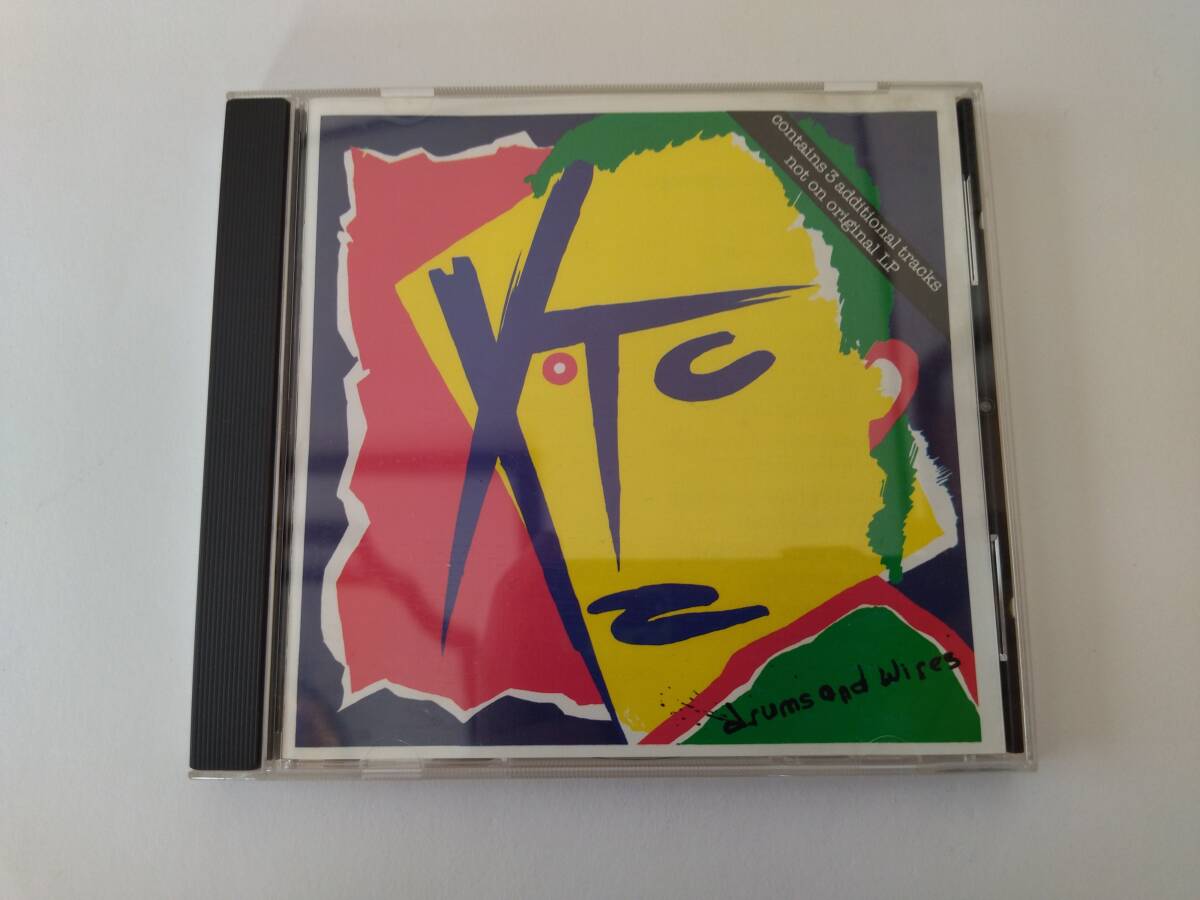 contains 3 additional tracks
not on original LP
XTC
drums and wires